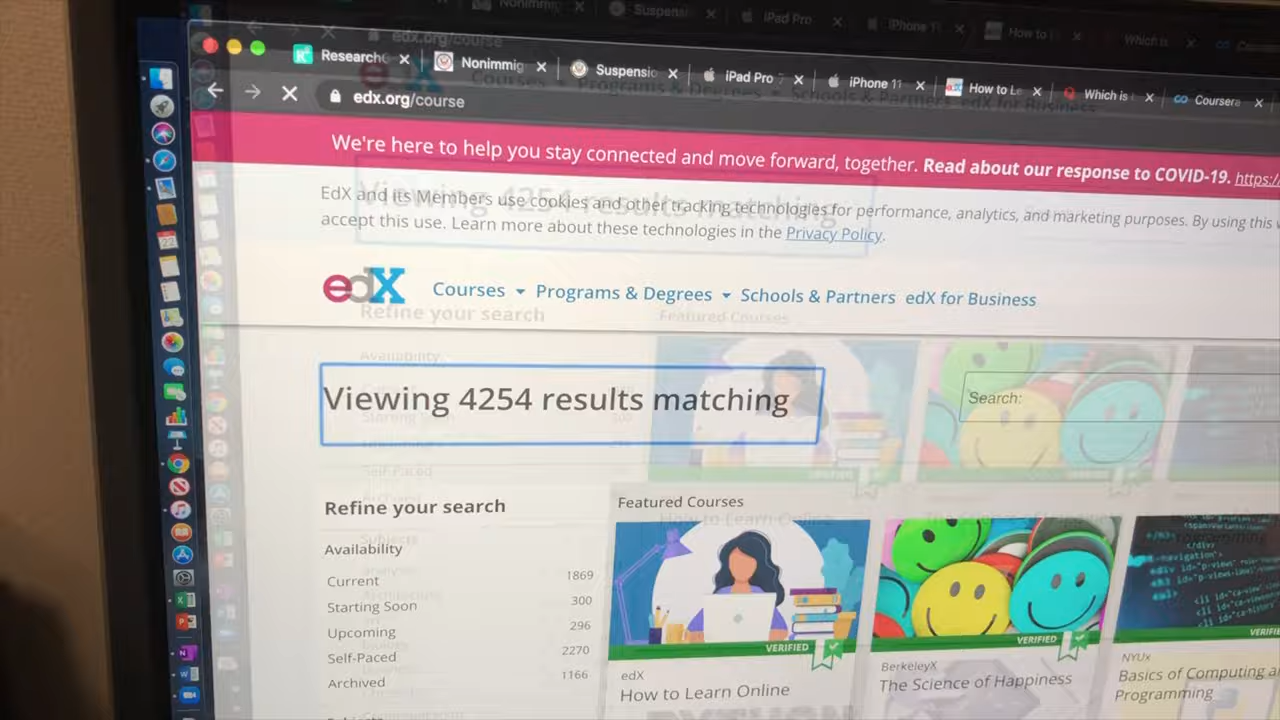 ResearchG
Nonimmig
Suspensio
iPad Pro
iPhone 11
How to Le
Which is
Coursera
edx.org/course
We're here to help you stay connected and move forward, together. Read about our response to COVID-19. https:/
EdX and its Members use cookies and other tracking technologies for performance, analytics, and marketing purposes. By using this
accept this use. Learn more about these technologies in the Privacy Policy.
edX
Courses
Programs & Degrees
Schools & Partners
edX for Business
Viewing 4254 results matching
Search:
Refine your search
Availability
Current 1869
Starting Soon 300
Upcoming 296
Self-Paced 2270
Archived 1166
Featured Courses
VERIFIED
edX
How to Learn Online
VERIFIED
BerkeleyX
The Science of Happiness
NYUx
Basics of Computing
Programming